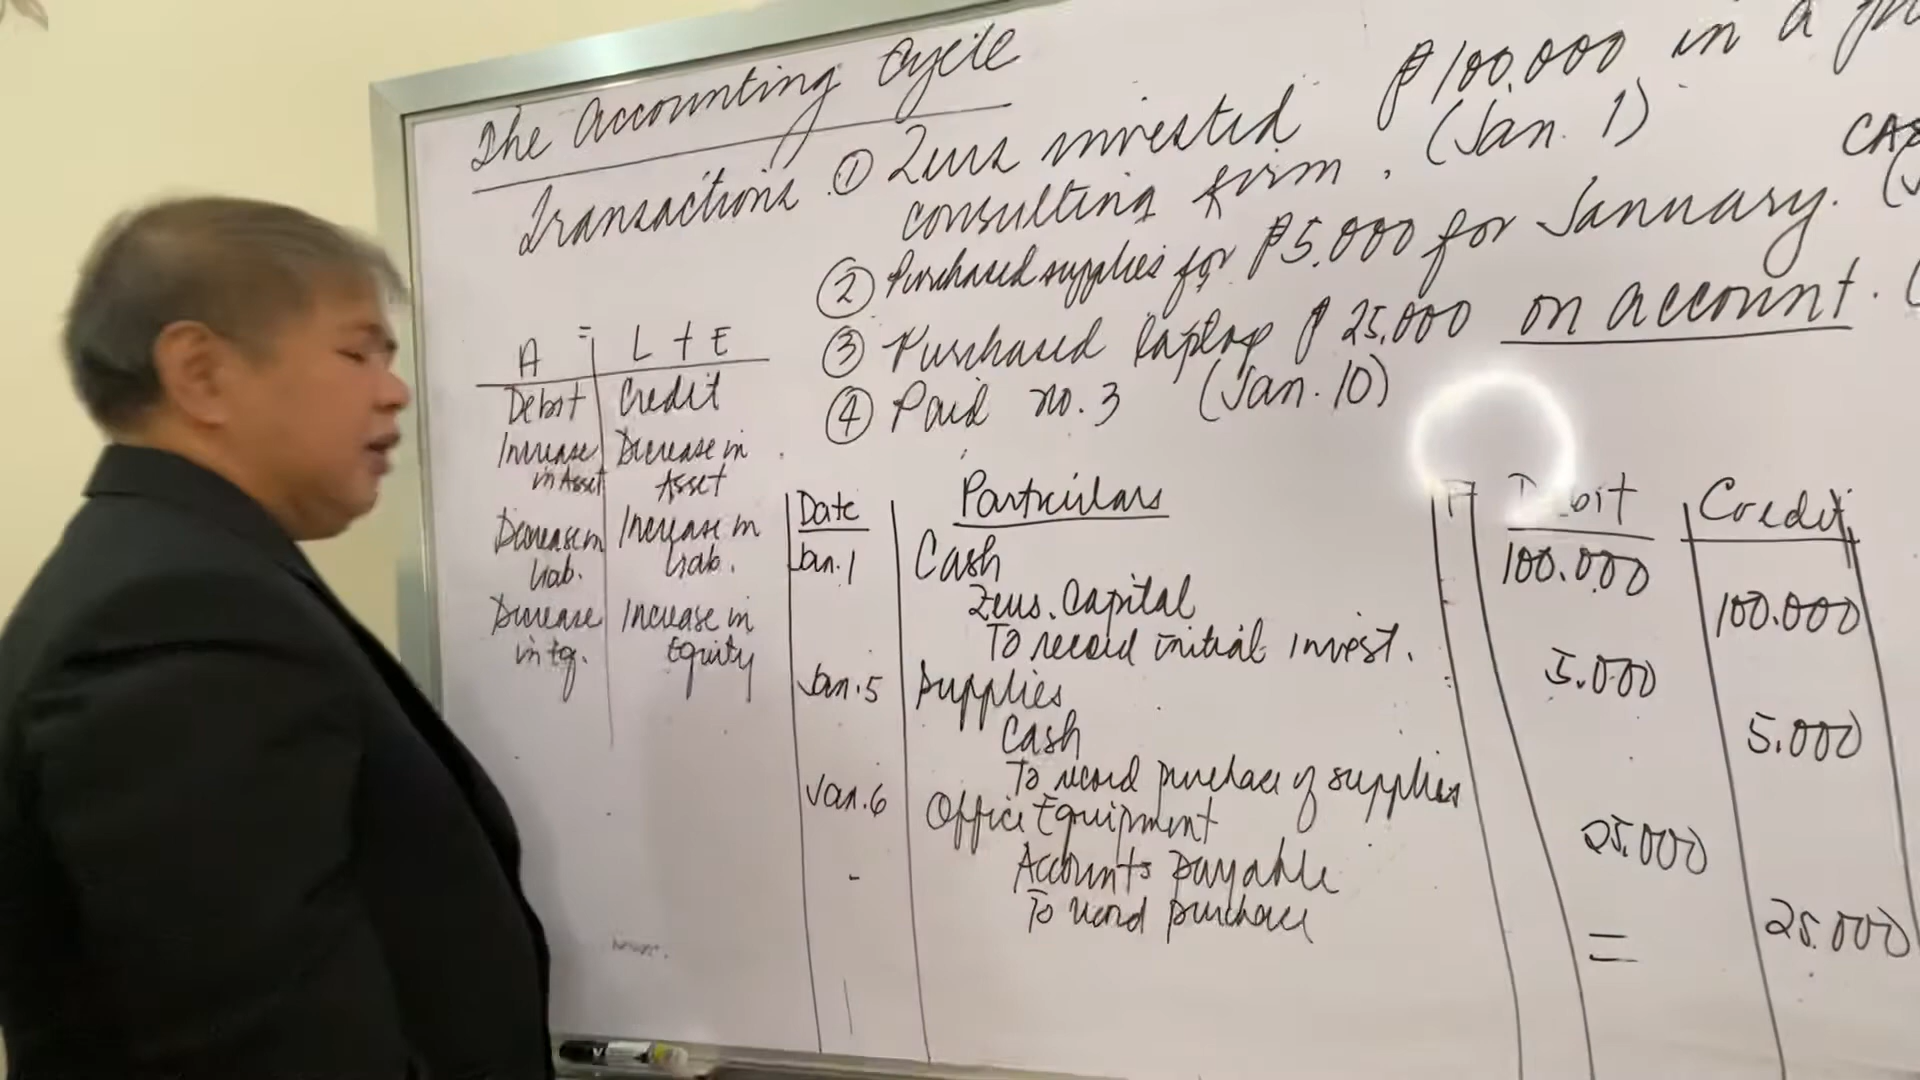 The Accounting Cycle
Transactions ① Zeus invested ₱100,000 in a
consulting firm. (Jan. 1)
② Purchased supplies for ₱5,000 for January.
③ Purchased laptop ₱25,000 on account.
④ Paid no. 3 (Jan. 10)
A = L + E
Debit Credit
Increase in Asset Decrease in Asset
Decrease in Liab. Increase in Liab.
Decrease in Eq. Increase in Equity
Date Particulars Credit
Jan. 1 Cash 100.000
Zeus. Capital 100.000
To record initial invest.
Jan. 5 Supplies 5.000
Cash 5.000
To record purchase of supplies
Jan. 6 Office Equipment 25.000
Accounts payable 25.000
To record purchase
=